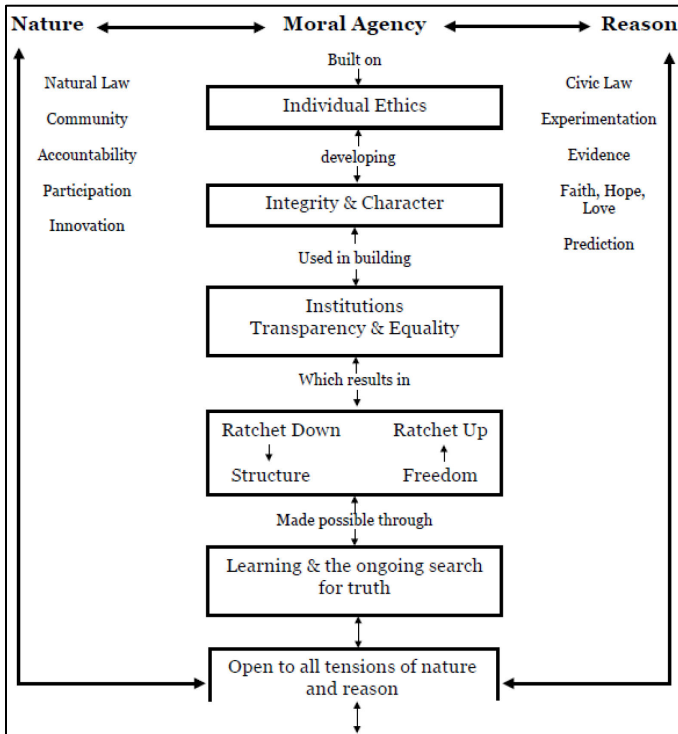 Nature
Moral Agency
Reason
Built on
Natural Law
Community
Accountability
Participation
Innovation
Civic Law
Experimentation
Evidence
Faith, Hope,
Love
Prediction
Individual Ethics
developing
Integrity & Character
Used in building
Institutions
Transparency & Equality
Which results in
Ratchet Down
Ratchet Up
Structure
Freedom
Made possible through
Learning & the ongoing search
for truth
Open to all tensions of nature
and reason